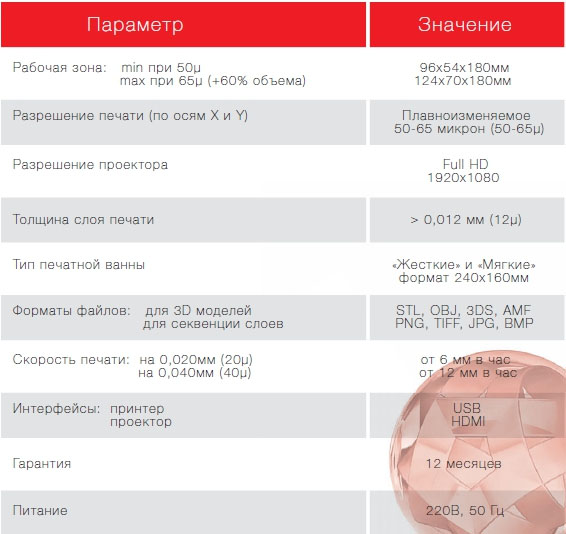 Параметр Значение
Рабочая зона: min при 50µ 96x54x180мм
max при 65µ (+60% объема) 124x70x180мм
Разрешение печати (по осям X и Y) Плавноизменяемое
50-65 микрон (50-65µ)
Разрешение проектора Full HD
1920x1080
Толщина слоя печати > 0,012 мм (12µ)
Тип печатной ванны «Жесткие» и «Мягкие»
формат 240x160мм
Форматы файлов: для 3D моделей STL, OBJ, 3DS, AMF
для секвенции слоев PNG, TIFF, JPG, BMP
Скорость печати: на 0,020мм (20µ) от 6 мм в час
на 0,040мм (40µ) от 12 мм в час
Интерфейсы: принтер USB
проектор HDMI
Гарантия 12 месяцев
Питание 220В, 50 Гц